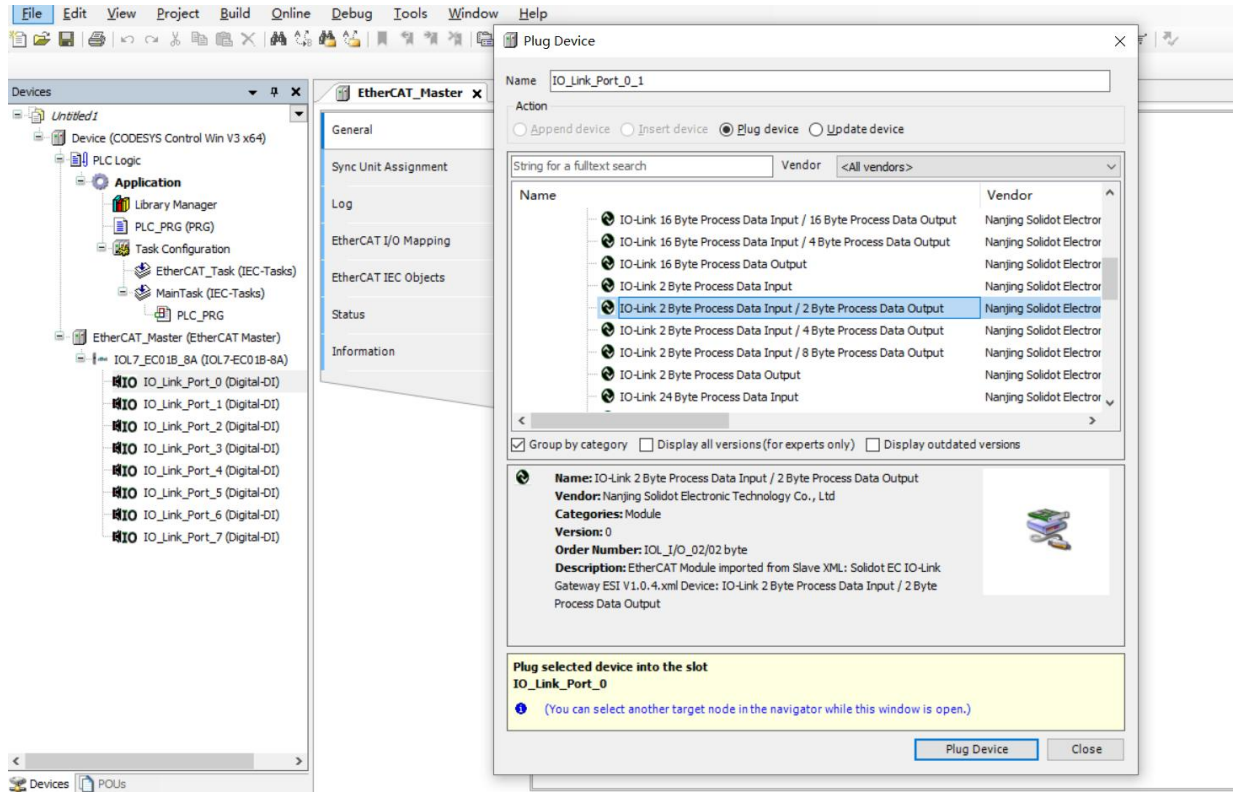 File Edit View Project Build Online Debug Tools Window Help
Devices
Untitled1
Device (CODESYS Control Win V3 x64)
PLC Logic
Application
Library Manager
PLC_PRG (PRG)
Task Configuration
EtherCAT_Task (IEC-Tasks)
MainTask (IEC-Tasks)
PLC_PRG
EtherCAT_Master (EtherCAT Master)
IOL7_EC01B_8A (IOL7-EC01B-8A)
IO_Link_Port_0 (Digital-DI)
IO_Link_Port_1 (Digital-DI)
IO_Link_Port_2 (Digital-DI)
IO_Link_Port_3 (Digital-DI)
IO_Link_Port_4 (Digital-DI)
IO_Link_Port_5 (Digital-DI)
IO_Link_Port_6 (Digital-DI)
IO_Link_Port_7 (Digital-DI)
Devices POUs
EtherCAT_Master
General
Sync Unit Assignment
Log
EtherCAT I/O Mapping
EtherCAT IEC Objects
Status
Information
Plug Device
Name IO_Link_Port_0_1
Action
Append device Insert device Plug device Update device
String for a fulltext search Vendor <All vendors>
Name Vendor
IO-Link 16 Byte Process Data Input / 16 Byte Process Data Output Nanjing Solidot Electror
IO-Link 16 Byte Process Data Input / 4 Byte Process Data Output Nanjing Solidot Electror
IO-Link 16 Byte Process Data Output Nanjing Solidot Electror
IO-Link 2 Byte Process Data Input Nanjing Solidot Electror
IO-Link 2 Byte Process Data Input / 2 Byte Process Data Output Nanjing Solidot Electror
IO-Link 2 Byte Process Data Input / 4 Byte Process Data Output Nanjing Solidot Electror
IO-Link 2 Byte Process Data Input / 8 Byte Process Data Output Nanjing Solidot Electror
IO-Link 2 Byte Process Data Output Nanjing Solidot Electror
IO-Link 24 Byte Process Data Input Nanjing Solidot Electror
Group by category Display all versions (for experts only) Display outdated versions
Name: IO-Link 2 Byte Process Data Input / 2 Byte Process Data Output
Vendor: Nanjing Solidot Electronic Technology Co., Ltd
Categories: Module
Version: 0
Order Number: IOL_I/O_02/02 byte
Description: EtherCAT Module imported from Slave XML: Solidot EC IO-Link
Gateway ESI V1.0.4.xml Device: IO-Link 2 Byte Process Data Input / 2 Byte
Process Data Output
Plug selected device into the slot
IO_Link_Port_0
(You can select another target node in the navigator while this window is open.)
Plug Device Close